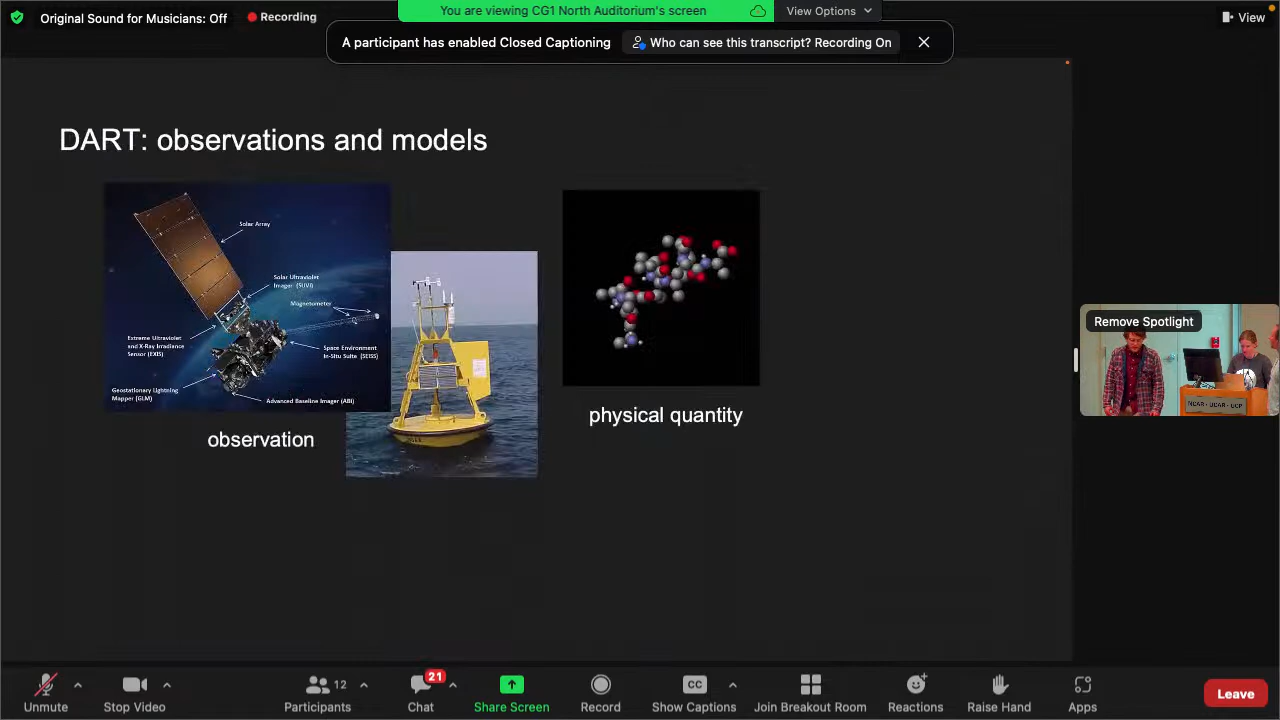 Original Sound for Musicians: Off
Recording
You are viewing CG1 North Auditorium's screen
View Options
View
A participant has enabled Closed Captioning
Who can see this transcript? Recording On
DART: observations and models
Solar Array
Solar Ultraviolet
Imager (SUVI)
Magnetometer
Extreme Ultraviolet
and X-Ray Irradiance
Sensor (EXIS)
Space Environment
In-Situ Suite (SEISS)
Geostationary Lightning
Mapper (GLM)
Advanced Baseline Imager (ABI)
observation
physical quantity
Remove Spotlight
NCAR - UCAR - UCP
Unmute
Stop Video
12
Participants
21
Chat
Share Screen
Record
CC
Show Captions
Join Breakout Room
Reactions
Raise Hand
Apps
Leave